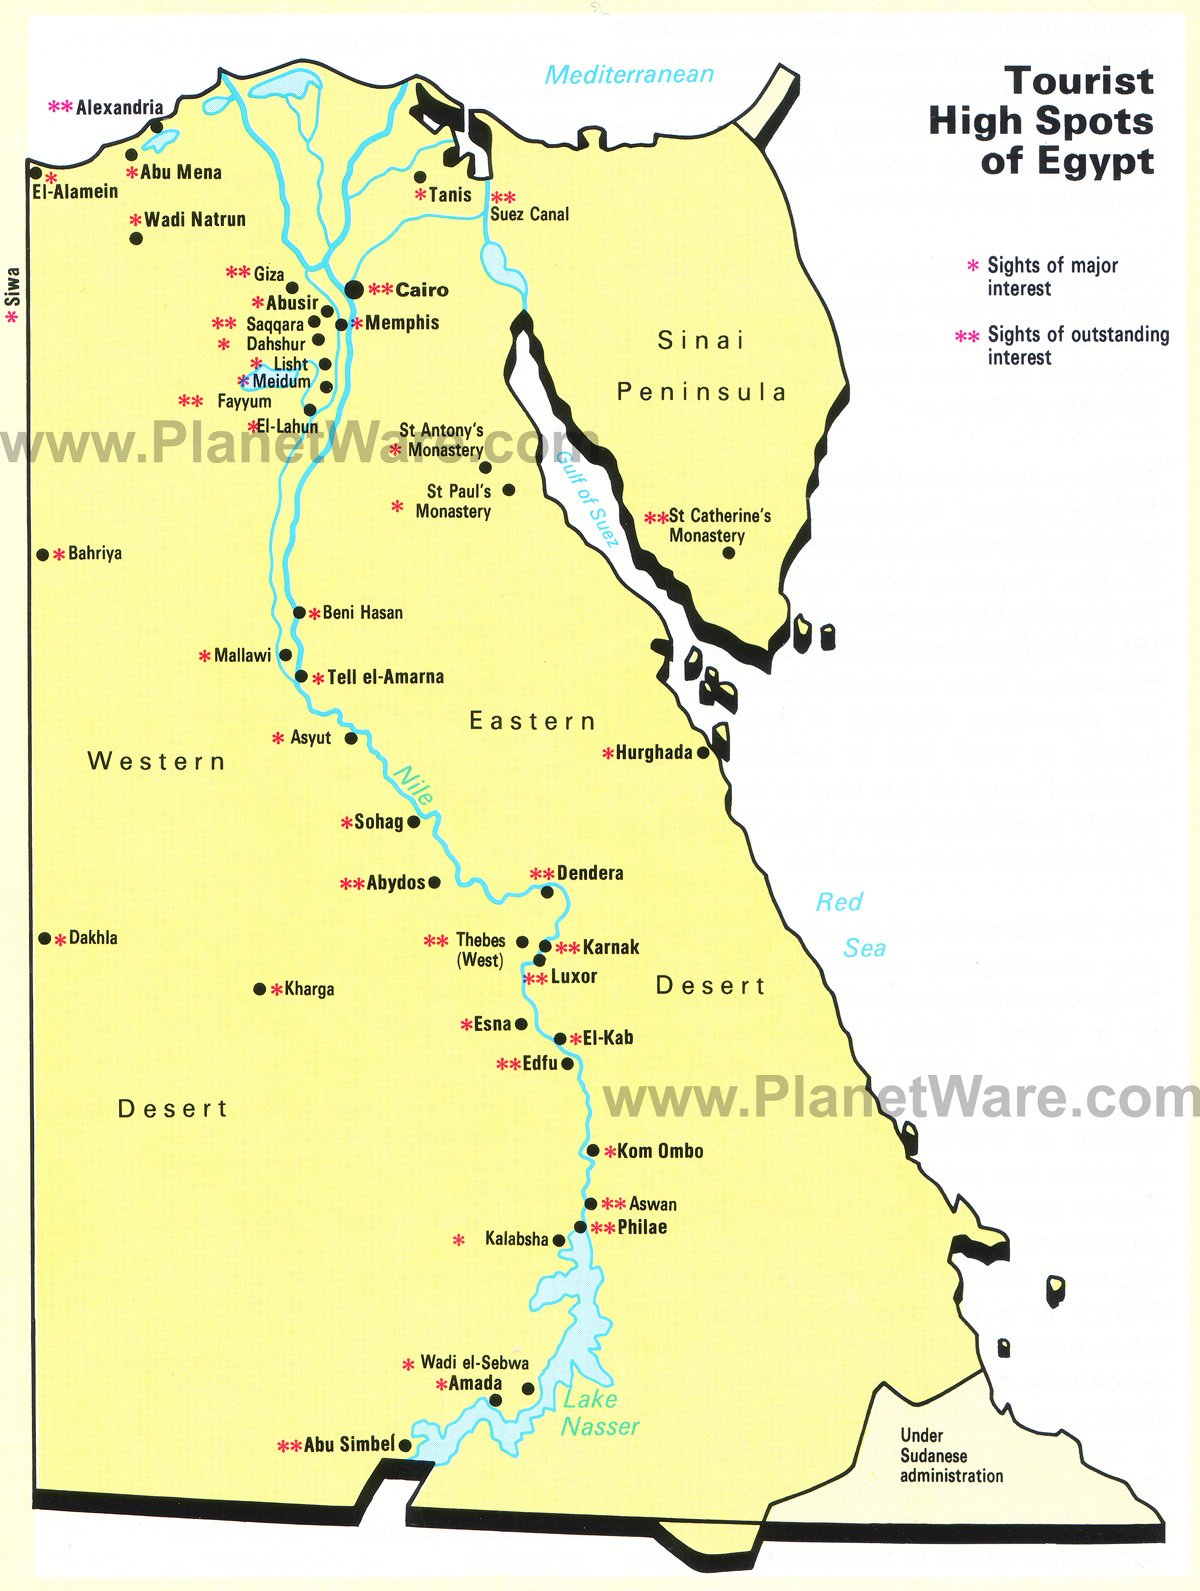 Mediterranean
Tourist
High Spots
of Egypt
* Sights of major
interest
** Sights of outstanding
interest
** Alexandria
* Abu Mena
*
El-Alamein
* Wadi Natrun
* Tanis
**
Suez Canal
* Siwa
** Giza
** Cairo
* Abusir
** Saqqara
* Memphis
* Dahshur
* Lisht
* Meidum
** Fayyum
* El-Lahun
Sinai
Peninsula
www.PlanetWare.com
St Antony's
* Monastery
St Paul's
* Monastery
Gulf of Suez
** St Catherine's
Monastery
* Bahriya
* Beni Hasan
* Mallawi
* Tell el-Amarna
* Asyut
Eastern
Western
* Hurghada
Nile
* Sohag
** Abydos
** Dendera
Red
Sea
* Dakhla
** Thebes
(West)
** Karnak
** Luxor
* Kharga
Desert
* Esna
* El-Kab
** Edfu
Desert
www.PlanetWare.com
* Kom Ombo
** Aswan
** Philae
* Kalabsha
* Wadi el-Sebwa
* Amada
Lake
Nasser
** Abu Simbel
Under
Sudanese
administration